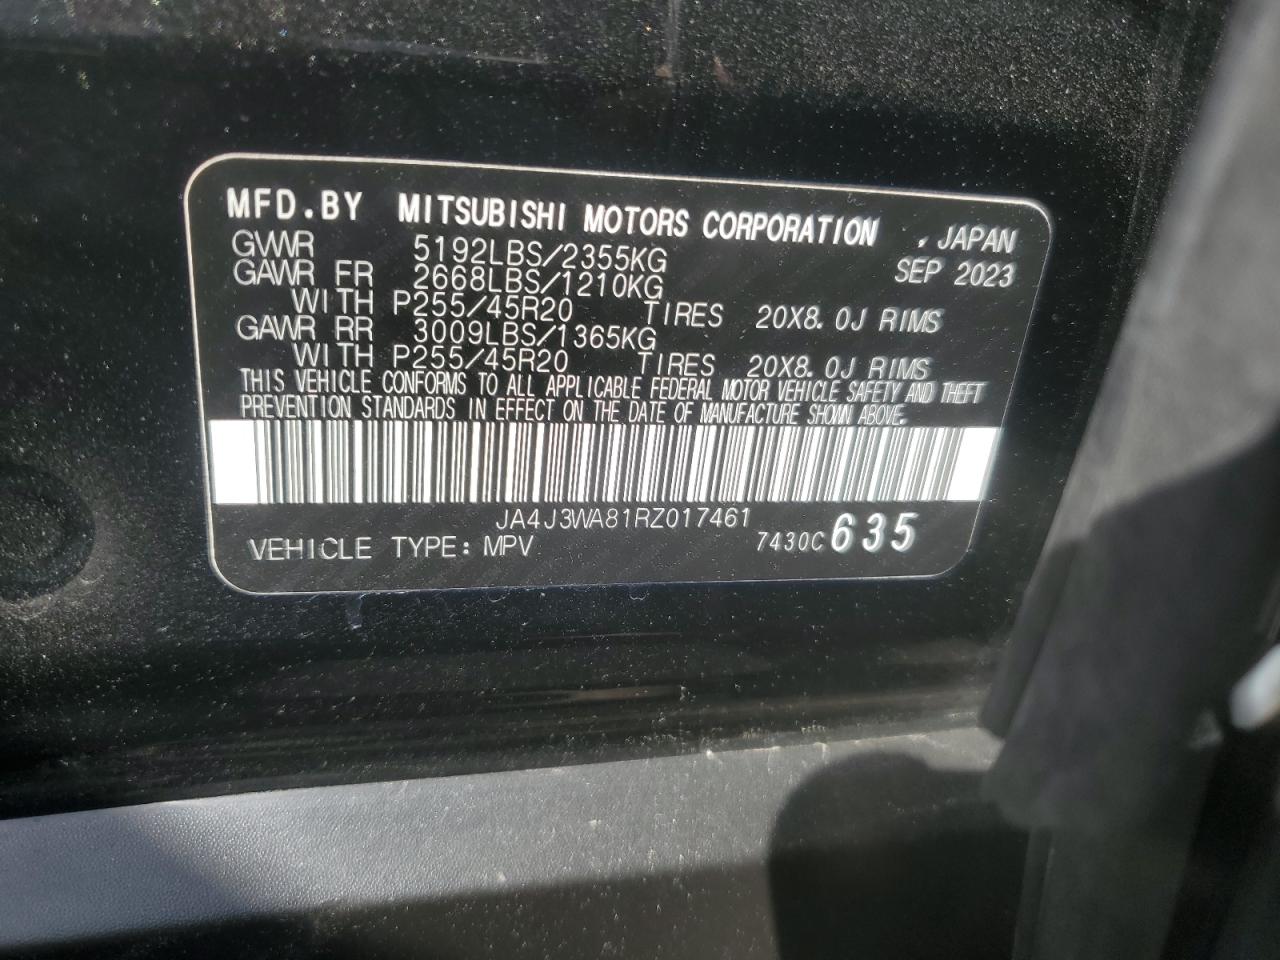 MFD.BY MITSUBISHI MOTORS CORPORATION , JAPAN
GVWR 5192LBS/2355KG SEP 2023
GAWR FR 2668LBS/1210KG
WITH P255/45R20 TIRES 20X8.0J RIMS
GAWR RR 3009LBS/1365KG
WITH P255/45R20 TIRES 20X8.0J RIMS
THIS VEHICLE CONFORMS TO ALL APPLICABLE FEDERAL MOTOR VEHICLE SAFETY AND THEFT
PREVENTION STANDARDS IN EFFECT ON THE DATE OF MANUFACTURE SHOWN ABOVE.
JA4J3WA81RZ017461
VEHICLE TYPE: MPV 7430C 635